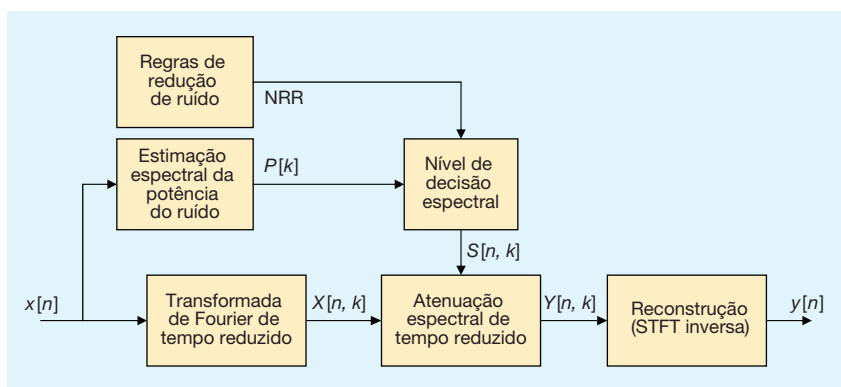 Regras de
redução
de ruído
NRR
Estimação
espectral da
potência
do ruído
P[k]
Nível de
decisão
espectral
S[n, k]
x[n]
Transformada
de Fourier de
tempo reduzido
X[n, k]
Atenuação
espectral de
tempo reduzido
Y[n, k]
Reconstrução
(STFT inversa)
y[n]